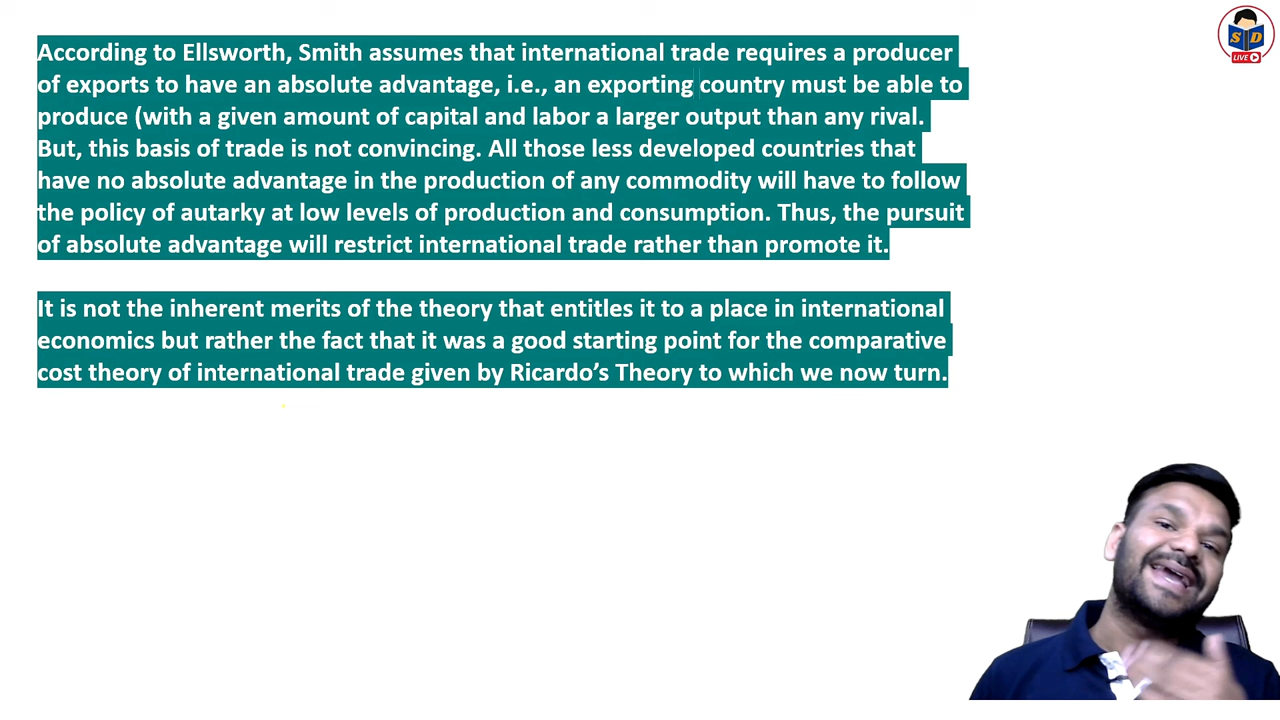 According to Ellsworth, Smith assumes that international trade requires a producer
of exports to have an absolute advantage, i.e., an exporting country must be able to
produce (with a given amount of capital and labor a larger output than any rival.
But, this basis of trade is not convincing. All those less developed countries that
have no absolute advantage in the production of any commodity will have to follow
the policy of autarky at low levels of production and consumption. Thus, the pursuit
of absolute advantage will restrict international trade rather than promote it.
It is not the inherent merits of the theory that entitles it to a place in international
economics but rather the fact that it was a good starting point for the comparative
cost theory of international trade given by Ricardo’s Theory to which we now turn.
S D
LIVE